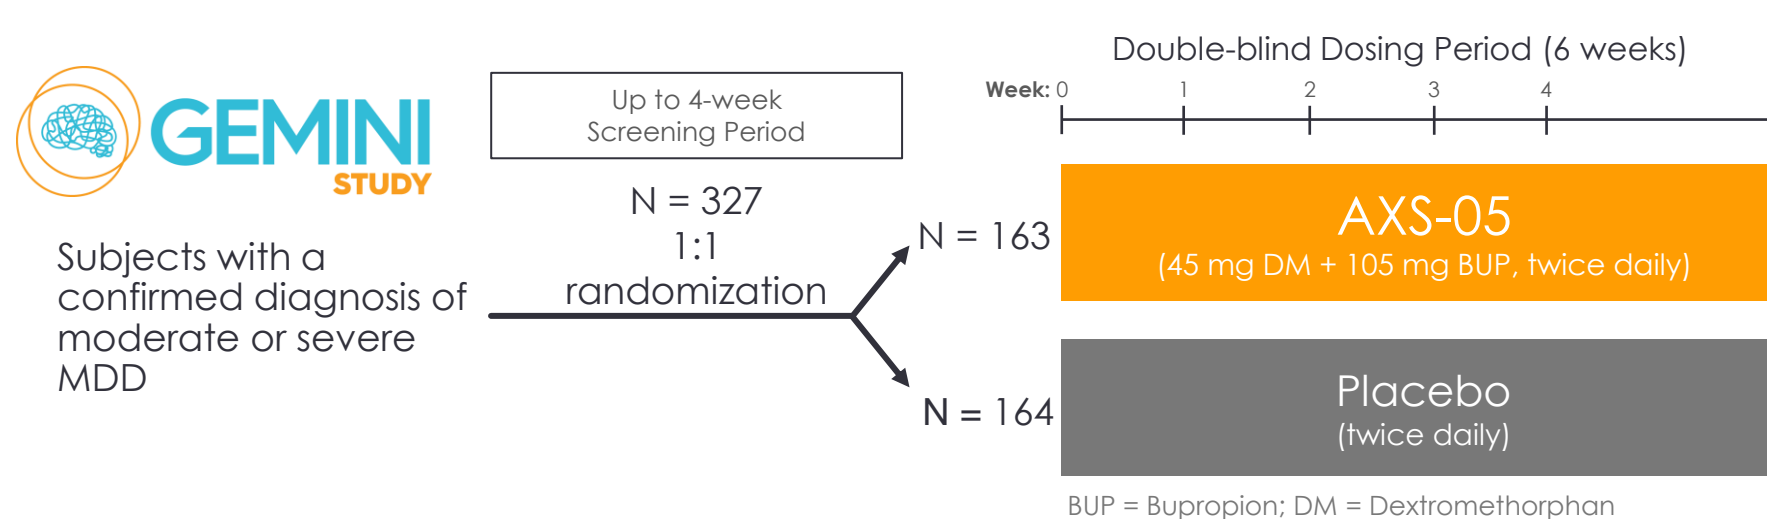 GEMINI
STUDY
Subjects with a
confirmed diagnosis of
moderate or severe
MDD
Up to 4-week
Screening Period
N = 327
1:1
randomization
N = 163
N = 164
Double-blind Dosing Period (6 weeks)
Week: 0 1 2 3 4
AXS-05
(45 mg DM + 105 mg BUP, twice daily)
Placebo
(twice daily)
BUP = Bupropion; DM = Dextromethorphan